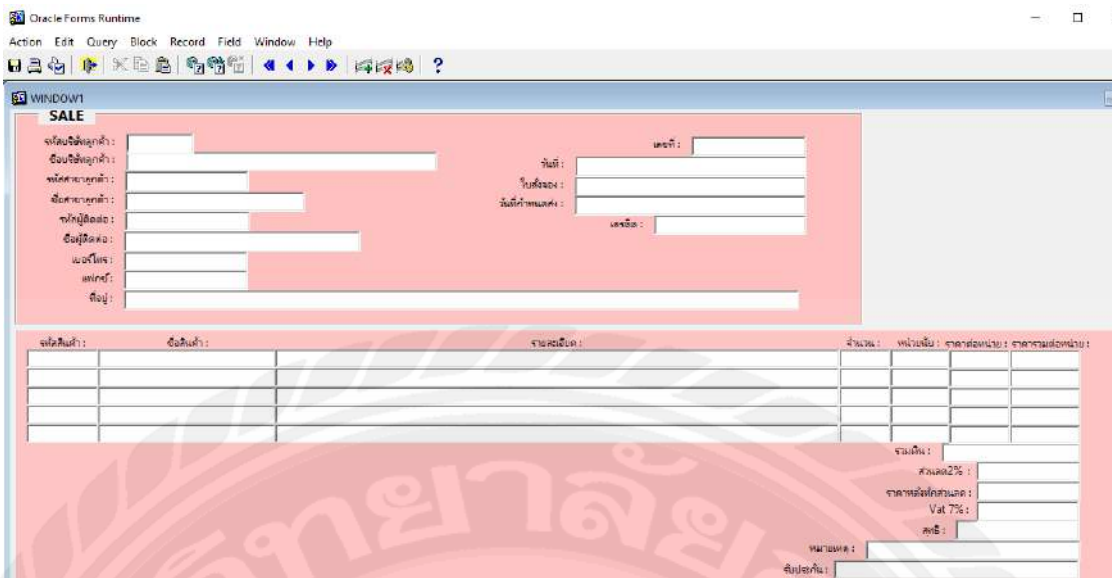 Oracle Forms Runtime
Action Edit Query Block Record Field Window Help
WINDOW1
SALE
รหัสบริษัทลูกค้า :
ชื่อบริษัทลูกค้า :
รหัสสาขาลูกค้า :
ชื่อสาขาลูกค้า :
รหัสผู้ติดต่อ :
ชื่อผู้ติดต่อ :
เบอร์โทร :
แฟกซ์ :
ที่อยู่ :
เลขที่ :
วันที่ :
ใบสั่งจอง :
วันที่กำหนดส่ง :
เครดิต :
รหัสสินค้า : ชื่อสินค้า : รายละเอียด : จำนวน : หน่วยนับ : ราคาต่อหน่วย : ราคารวมต่อหน่วย :
รวมเงิน :
ส่วนลด2% :
ราคาหลังหักส่วนลด :
Vat 7% :
สุทธิ :
หมายเหตุ :
รับประกัน :